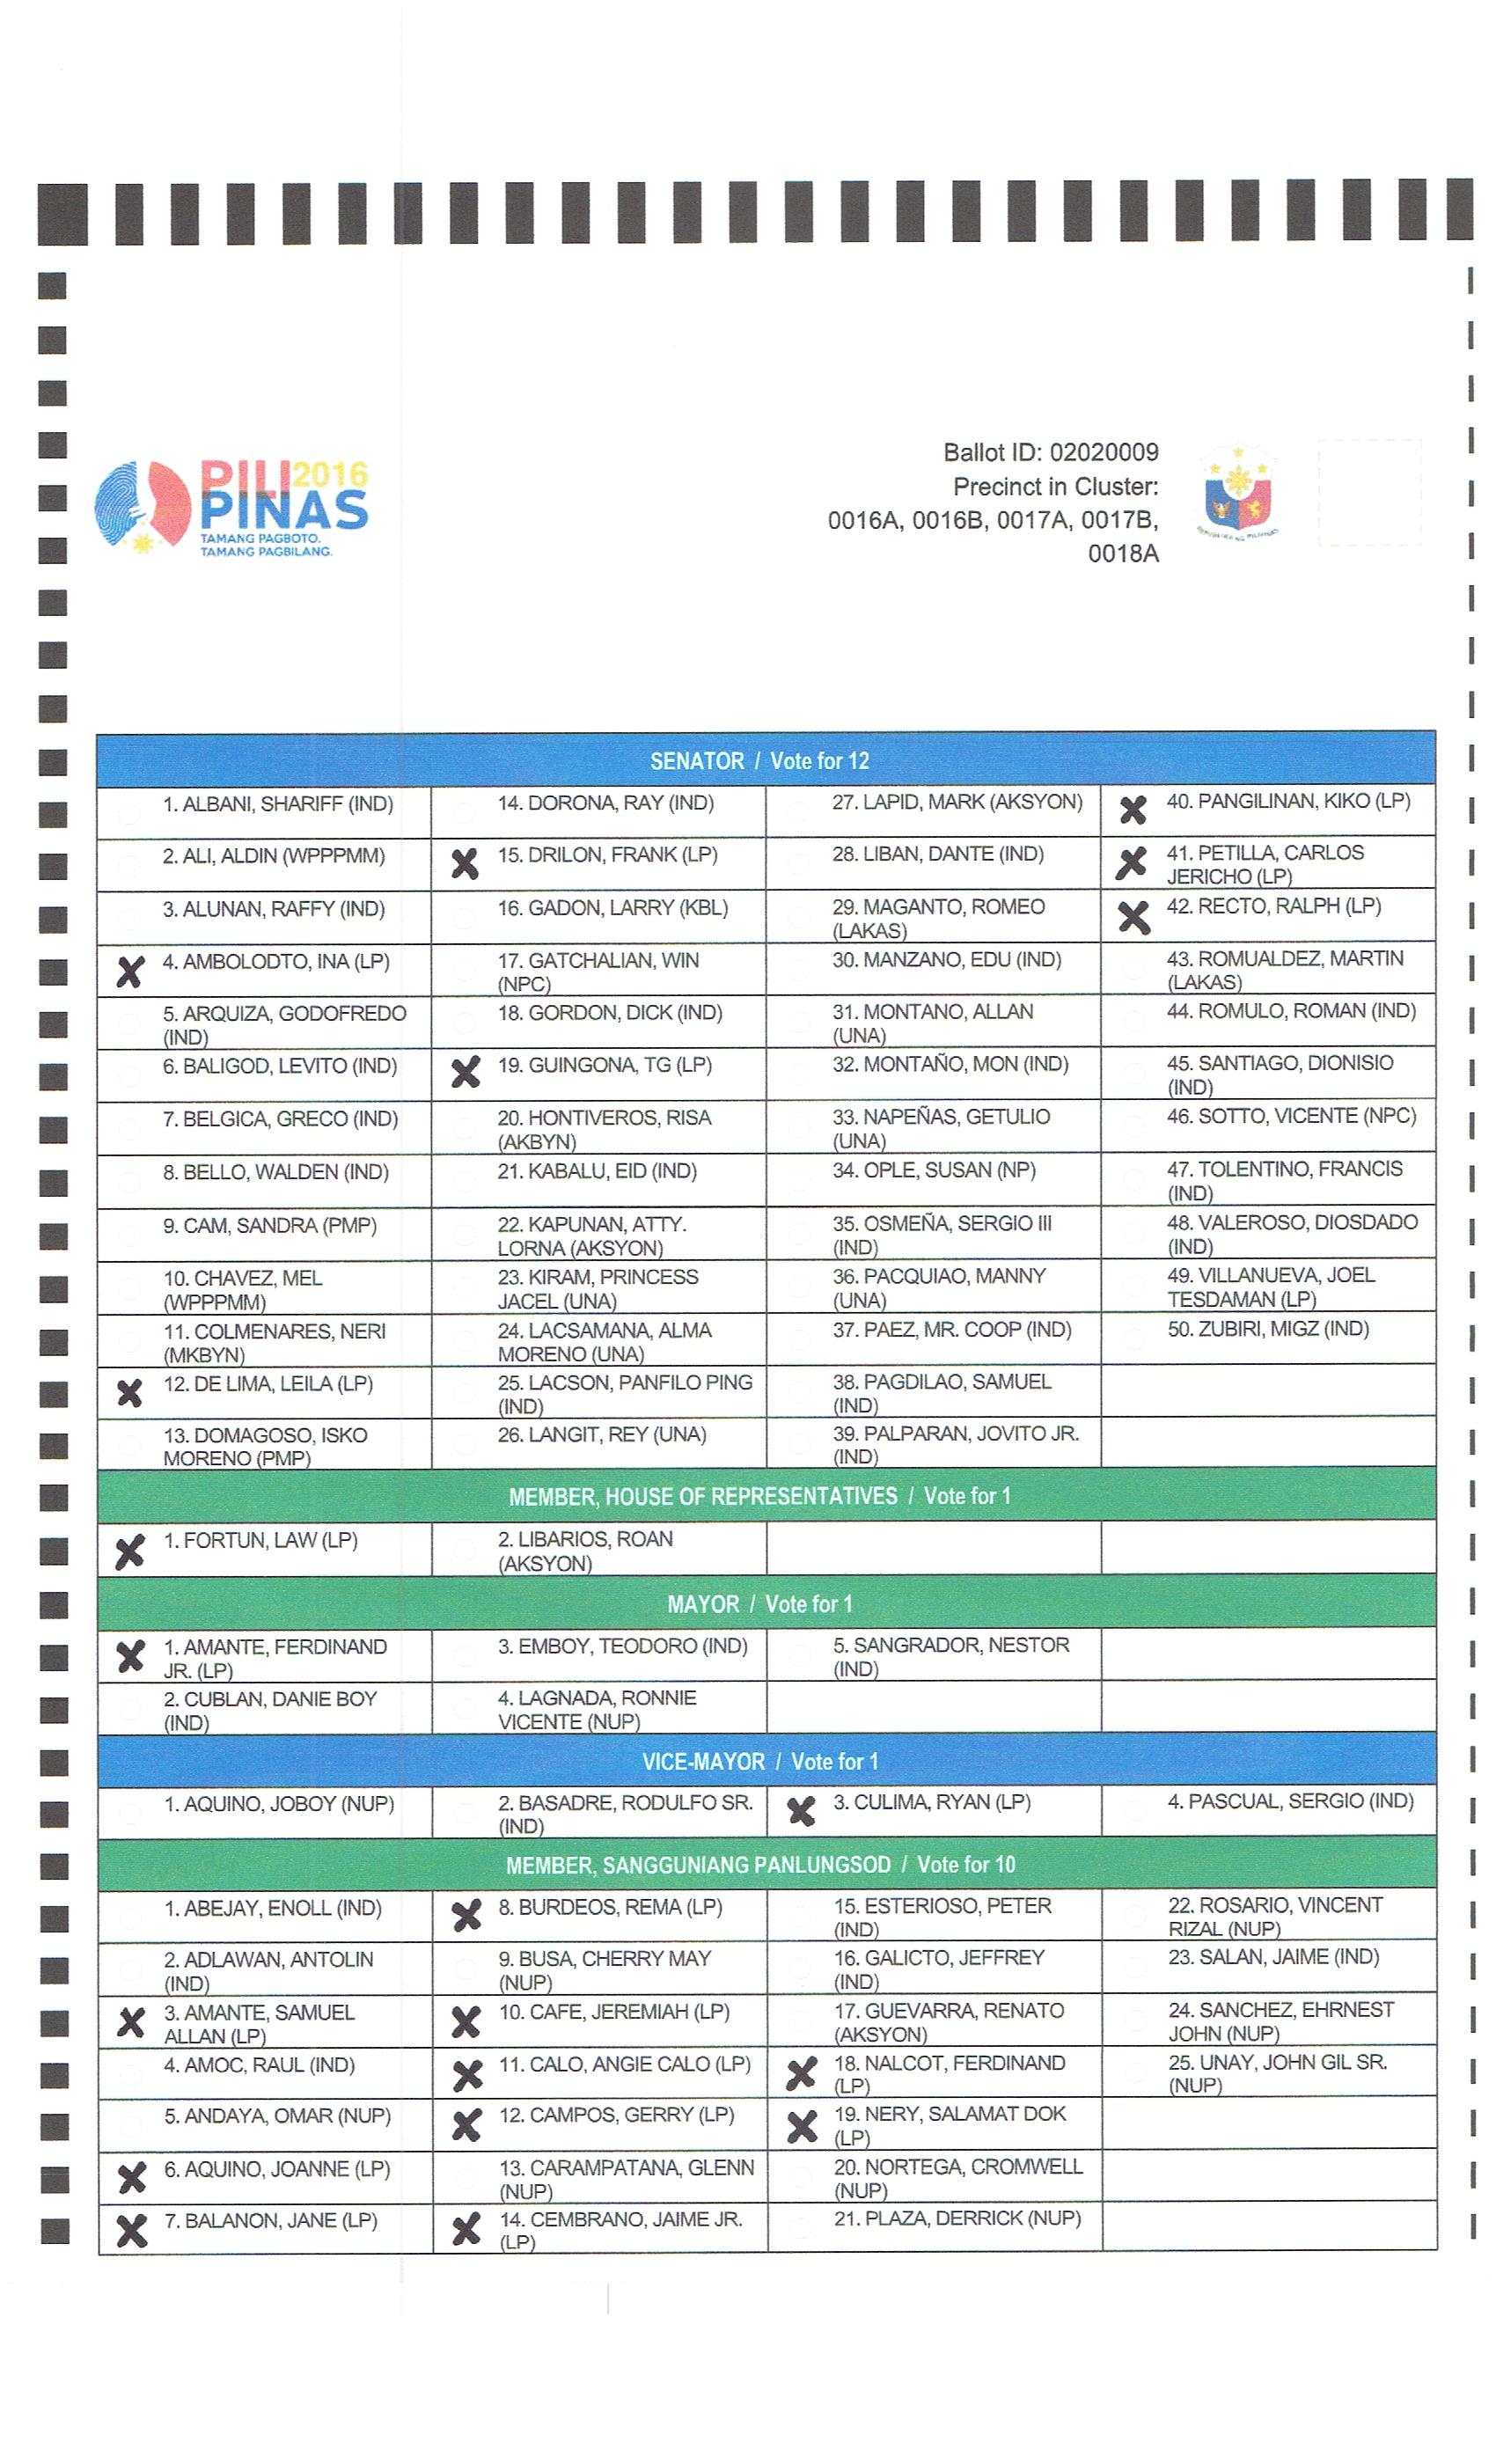 PILI 2016
PINAS
TAMANG PAGBOTO.
TAMANG PAGBILANG.
Ballot ID: 02020009
Precinct in Cluster:
0016A, 0016B, 0017A, 0017B,
0018A
REPUBLIKA NG PILIPINAS
SENATOR / Vote for 12
1. ALBANI, SHARIFF (IND)
2. ALI, ALDIN (WPPPMM)
3. ALUNAN, RAFFY (IND)
4. AMBOLODTO, INA (LP)
5. ARQUIZA, GODOFREDO
(IND)
6. BALIGOD, LEVITO (IND)
7. BELGICA, GRECO (IND)
8. BELLO, WALDEN (IND)
9. CAM, SANDRA (PMP)
10. CHAVEZ, MEL
(WPPPMM)
11. COLMENARES, NERI
(MKBYN)
12. DE LIMA, LEILA (LP)
13. DOMAGOSO, ISKO
MORENO (PMP)
14. DORONA, RAY (IND)
15. DRILON, FRANK (LP)
16. GADON, LARRY (KBL)
17. GATCHALIAN, WIN
(NPC)
18. GORDON, DICK (IND)
19. GUINGONA, TG (LP)
20. HONTIVEROS, RISA
(AKBYN)
21. KABALU, EID (IND)
22. KAPUNAN, ATTY.
LORNA (AKSYON)
23. KIRAM, PRINCESS
JACEL (UNA)
24. LACSAMANA, ALMA
MORENO (UNA)
25. LACSON, PANFILO PING
(IND)
26. LANGIT, REY (UNA)
27. LAPID, MARK (AKSYON)
28. LIBAN, DANTE (IND)
29. MAGANTO, ROMEO
(LAKAS)
30. MANZANO, EDU (IND)
31. MONTANO, ALLAN
(UNA)
32. MONTAÑO, MON (IND)
33. NAPEÑAS, GETULIO
(UNA)
34. OPLE, SUSAN (NP)
35. OSMEÑA, SERGIO III
(IND)
36. PACQUIAO, MANNY
(UNA)
37. PAEZ, MR. COOP (IND)
38. PAGDILAO, SAMUEL
(IND)
39. PALPARAN, JOVITO JR.
(IND)
40. PANGILINAN, KIKO (LP)
41. PETILLA, CARLOS
JERICHO (LP)
42. RECTO, RALPH (LP)
43. ROMUALDEZ, MARTIN
(LAKAS)
44. ROMULO, ROMAN (IND)
45. SANTIAGO, DIONISIO
(IND)
46. SOTTO, VICENTE (NPC)
47. TOLENTINO, FRANCIS
(IND)
48. VALEROSO, DIOSDADO
(IND)
49. VILLANUEVA, JOEL
TESDAMAN (LP)
50. ZUBIRI, MIGZ (IND)
MEMBER, HOUSE OF REPRESENTATIVES / Vote for 1
1. FORTUN, LAW (LP)
2. LIBARIOS, ROAN
(AKSYON)
MAYOR / Vote for 1
1. AMANTE, FERDINAND
JR. (LP)
2. CUBLAN, DANIE BOY
(IND)
3. EMBOY, TEODORO (IND)
4. LAGNADA, RONNIE
VICENTE (NUP)
5. SANGRADOR, NESTOR
(IND)
VICE-MAYOR / Vote for 1
1. AQUINO, JOBOY (NUP)
2. BASADRE, RODULFO SR.
(IND)
3. CULIMA, RYAN (LP)
4. PASCUAL, SERGIO (IND)
MEMBER, SANGGUNIANG PANLUNGSOD / Vote for 10
1. ABEJAY, ENOLL (IND)
2. ADLAWAN, ANTOLIN
(IND)
3. AMANTE, SAMUEL
ALLAN (LP)
4. AMOC, RAUL (IND)
5. ANDAYA, OMAR (NUP)
6. AQUINO, JOANNE (LP)
7. BALANON, JANE (LP)
8. BURDEOS, REMA (LP)
9. BUSA, CHERRY MAY
(NUP)
10. CAFE, JEREMIAH (LP)
11. CALO, ANGIE CALO (LP)
12. CAMPOS, GERRY (LP)
13. CARAMPATANA, GLENN
(NUP)
14. CEMBRANO, JAIME JR.
(LP)
15. ESTERIOSO, PETER
(IND)
16. GALICTO, JEFFREY
(IND)
17. GUEVARRA, RENATO
(AKSYON)
18. NALCOT, FERDINAND
(LP)
19. NERY, SALAMAT DOK
(LP)
20. NORTEGA, CROMWELL
(NUP)
21. PLAZA, DERRICK (NUP)
22. ROSARIO, VINCENT
RIZAL (NUP)
23. SALAN, JAIME (IND)
24. SANCHEZ, EHRNEST
JOHN (NUP)
25. UNAY, JOHN GIL SR.
(NUP)